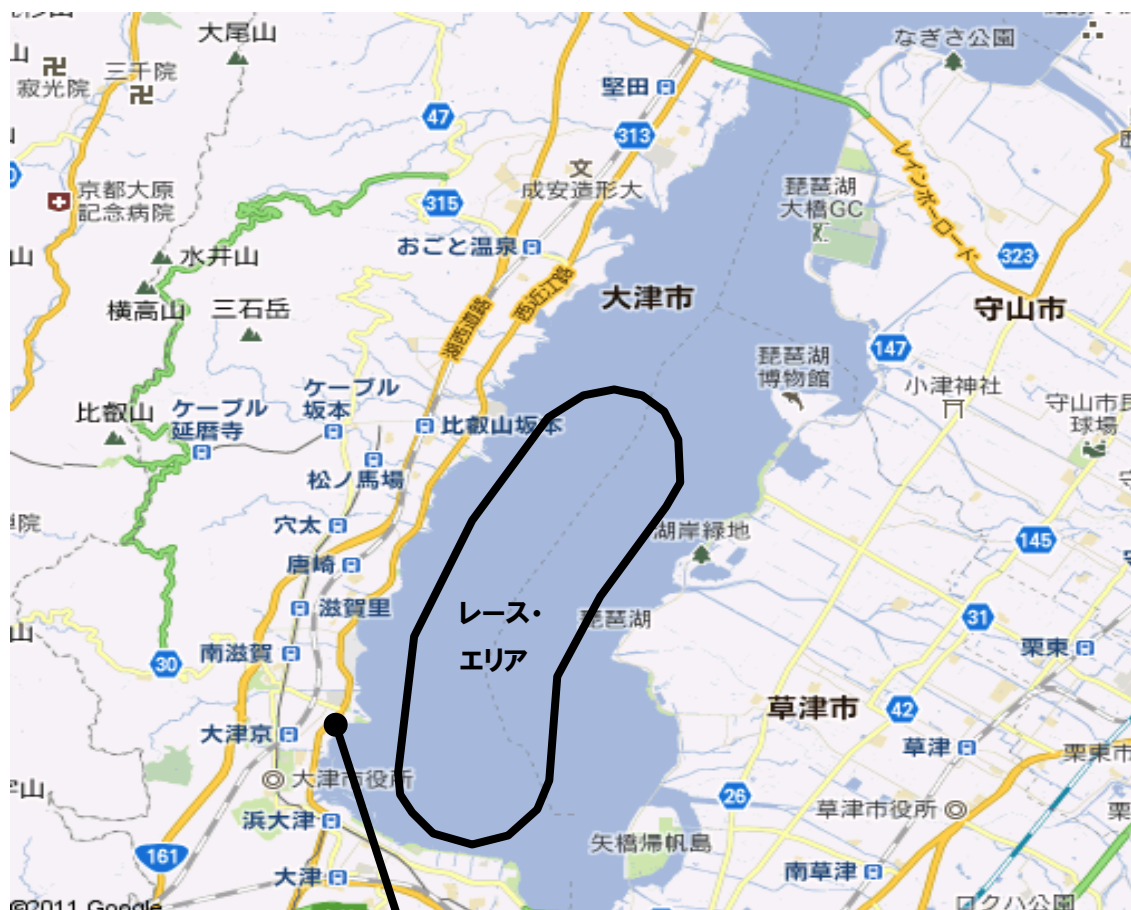 大尾山
なぎさ公園
三千院
寂光院
堅田
47
313
京都大原
記念病院
315
成安造形大
琵琶湖
大橋GC
レインボーロード
おごと温泉
水井山
323
横高山
三石岳
湖西道路
西近江路
大津市
守山市
147
琵琶湖
博物館
小津神社
ケーブル
坂本
比叡山
ケーブル
延暦寺
比叡山坂本
守山市民
球場
松ノ馬場
穴太
湖岸緑地
145
唐崎
滋賀里
レース・
エリア
琵琶湖
31
南滋賀
30
栗東
草津市
42
大津京
草津
栗東市
大津市役所
26
草津市役所
浜大津
161
矢橋帰帆島
大津
南草津
©2011 Google
クハ公園